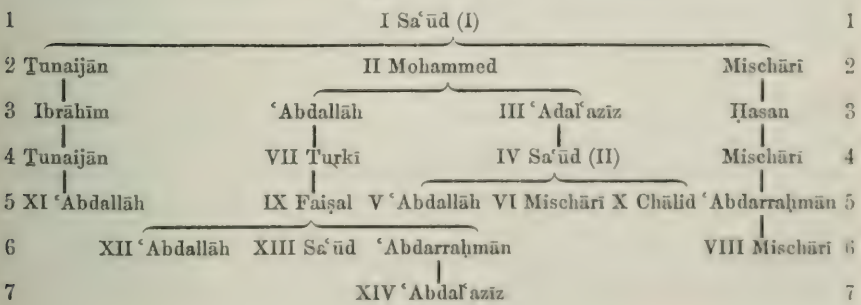 1 I Saʿūd (I) 1
2 Tunaijān II Mohammed Mischārī 2
3 Ibrāhīm ʿAbdallāh III ʿAdalʿazīz Ḥasan 3
4 Tunaijān VII Turkī IV Saʿūd (II) Mischārī 4
5 XI ʿAbdallāh IX Faiṣal V ʿAbdallāh VI Mischārī X Chālid ʿAbdarraḥmān 5
6 XII ʿAbdallāh XIII Saʿūd ʿAbdarraḥmān VIII Mischārī 6
7 XIV ʿAbdalʿazīz 7